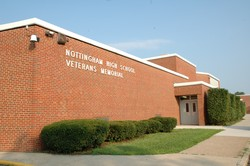 NOTTINGHAM HIGH SCHOOL
VETERANS MEMORIAL